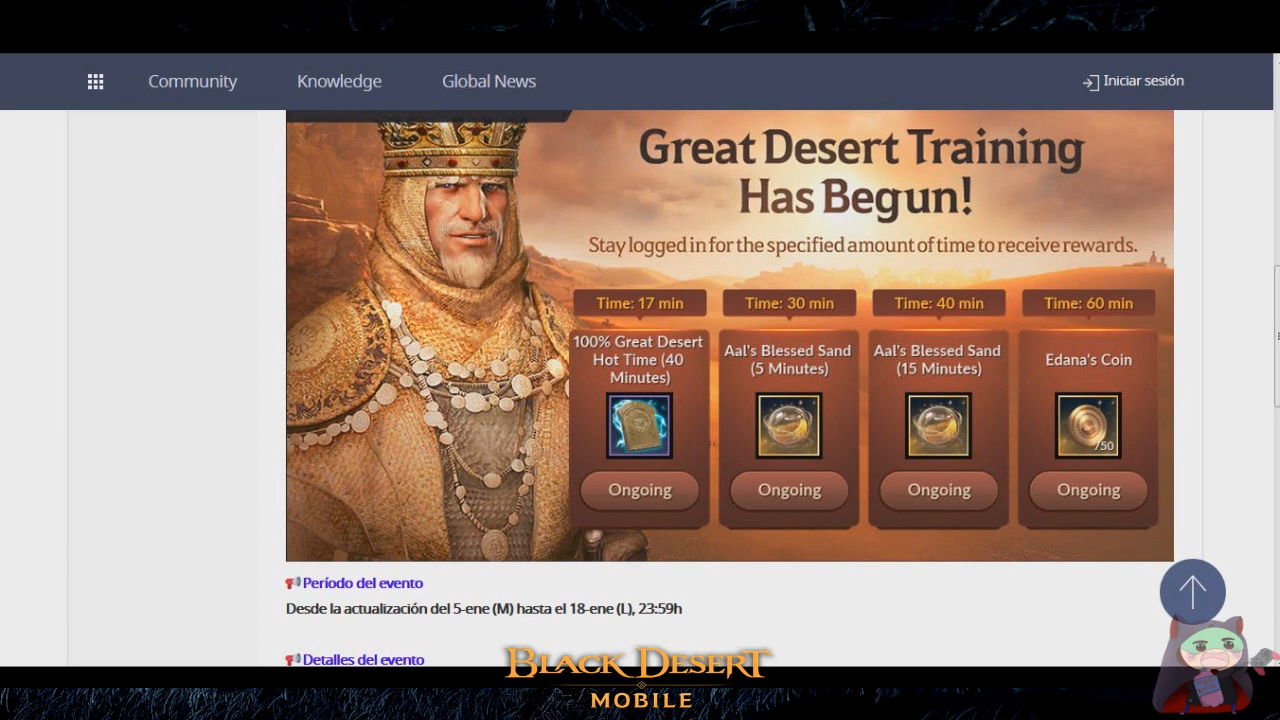 Community Knowledge Global News Iniciar sesión
Great Desert Training
Has Begun!
Stay logged in for the specified amount of time to receive rewards.
Time: 17 min Time: 30 min Time: 40 min Time: 60 min
100% Great Desert
Hot Time (40
Minutes)
Aal's Blessed Sand
(5 Minutes)
Aal's Blessed Sand
(15 Minutes)
Edana's Coin
/50
Ongoing Ongoing Ongoing Ongoing
Período del evento
Desde la actualización del 5-ene (M) hasta el 18-ene (L), 23:59h
Detalles del evento
BLACK DESERT
MOBILE